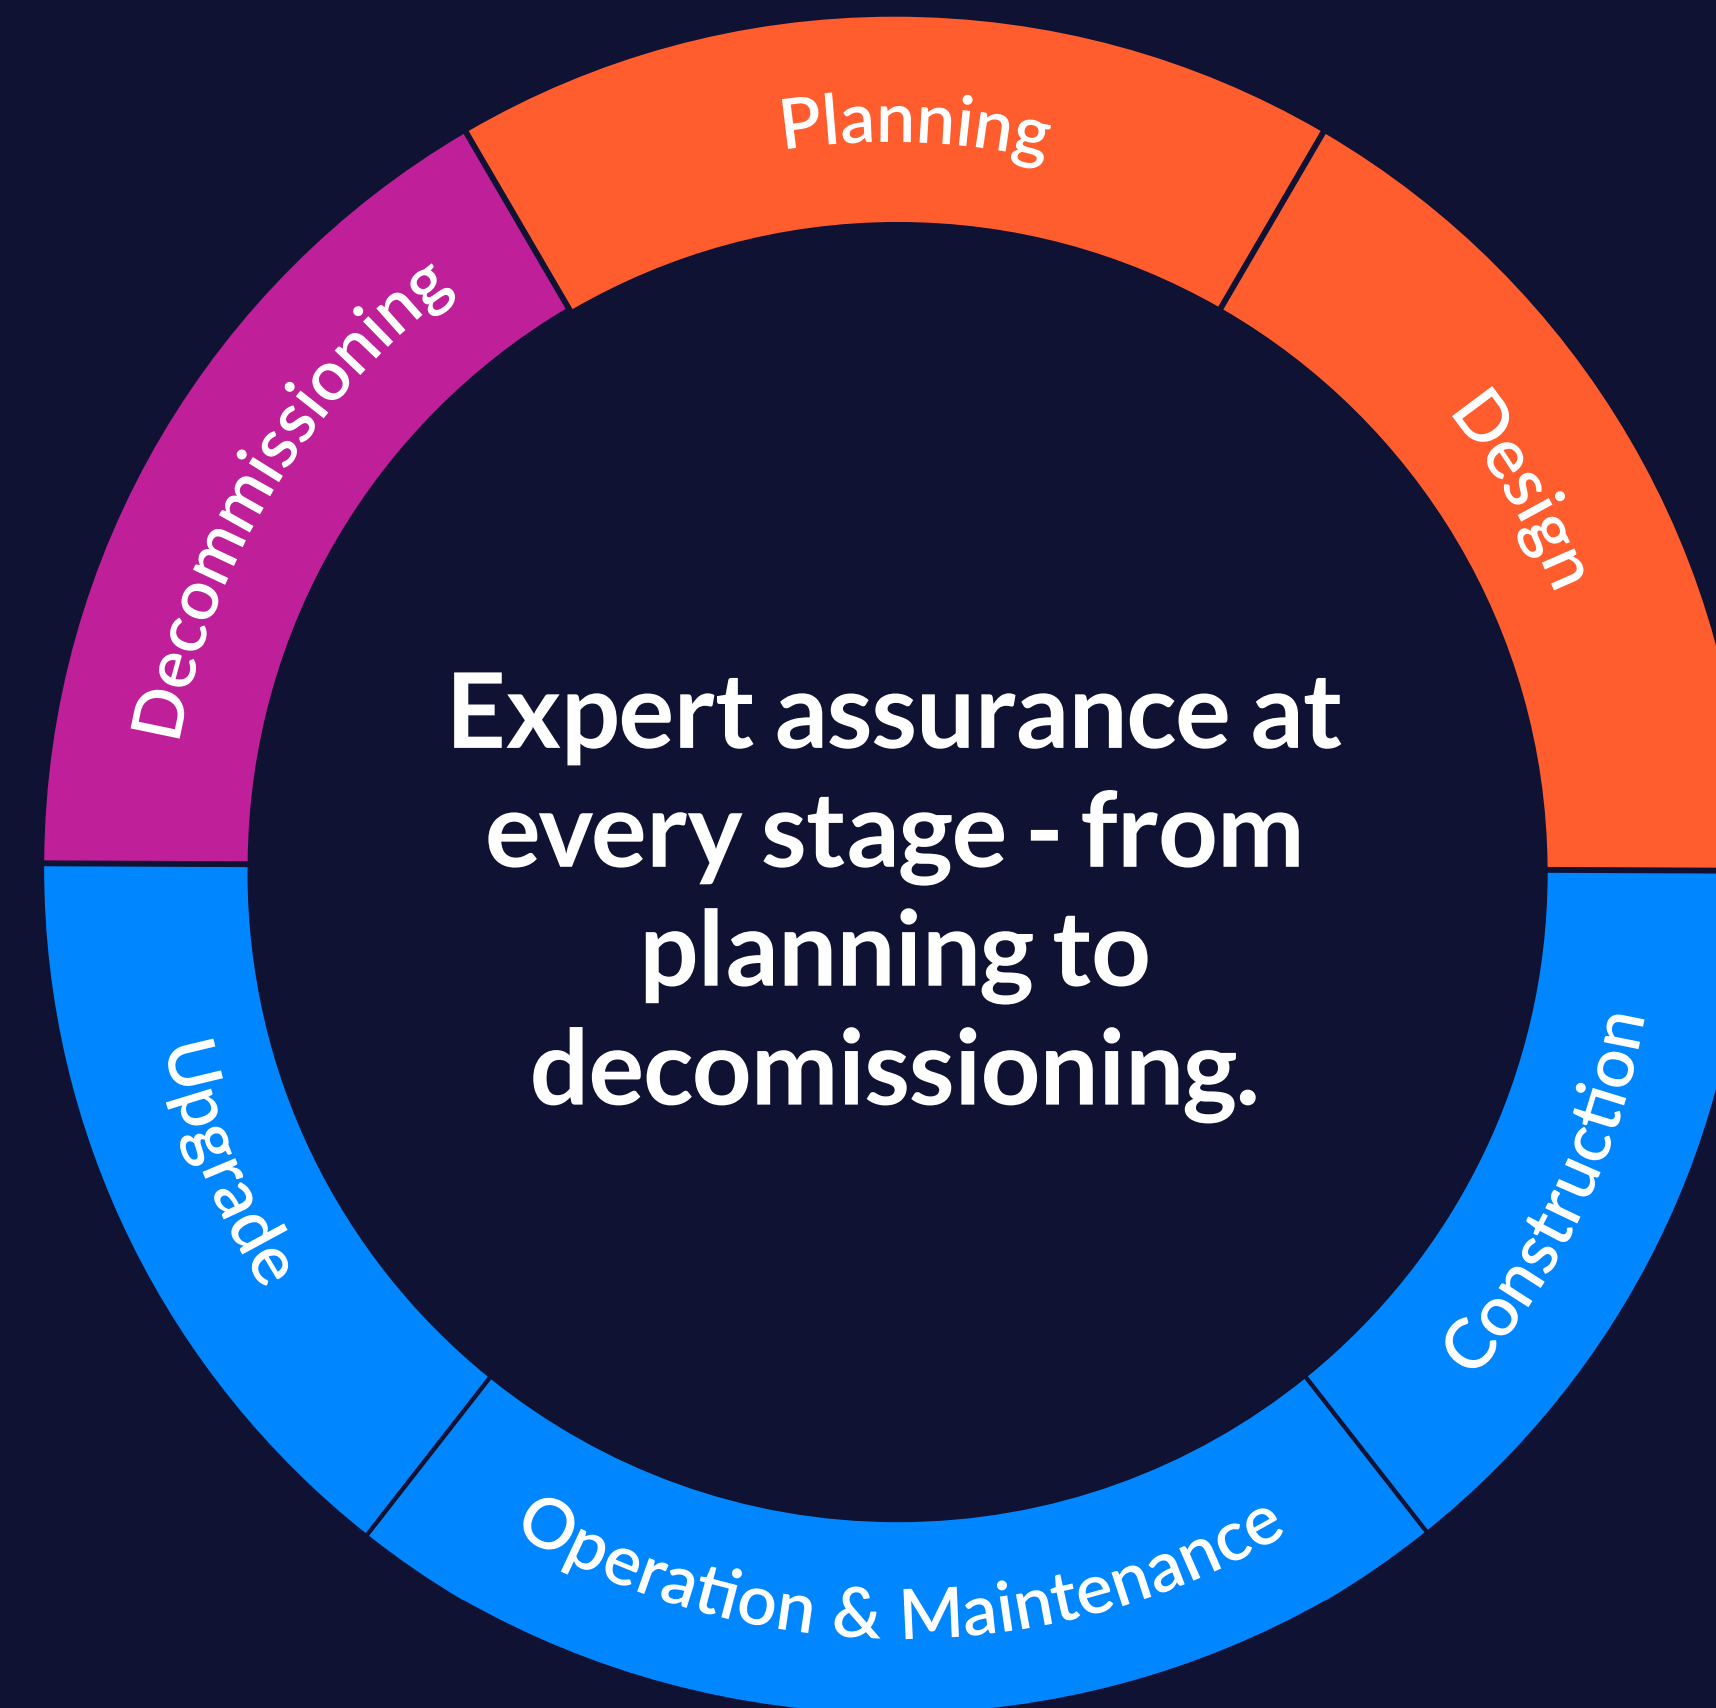 Planning
Design
Construction
Operation & Maintenance
Upgrade
Decommissioning
Expert assurance at
every stage - from
planning to
decomissioning.